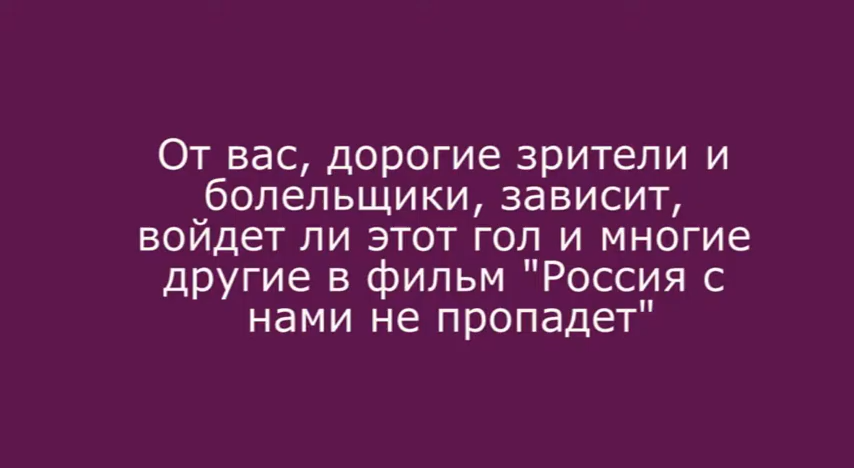 От вас, дорогие зрители и
болельщики, зависит,
войдет ли этот гол и многие
другие в фильм "Россия с
нами не пропадет"